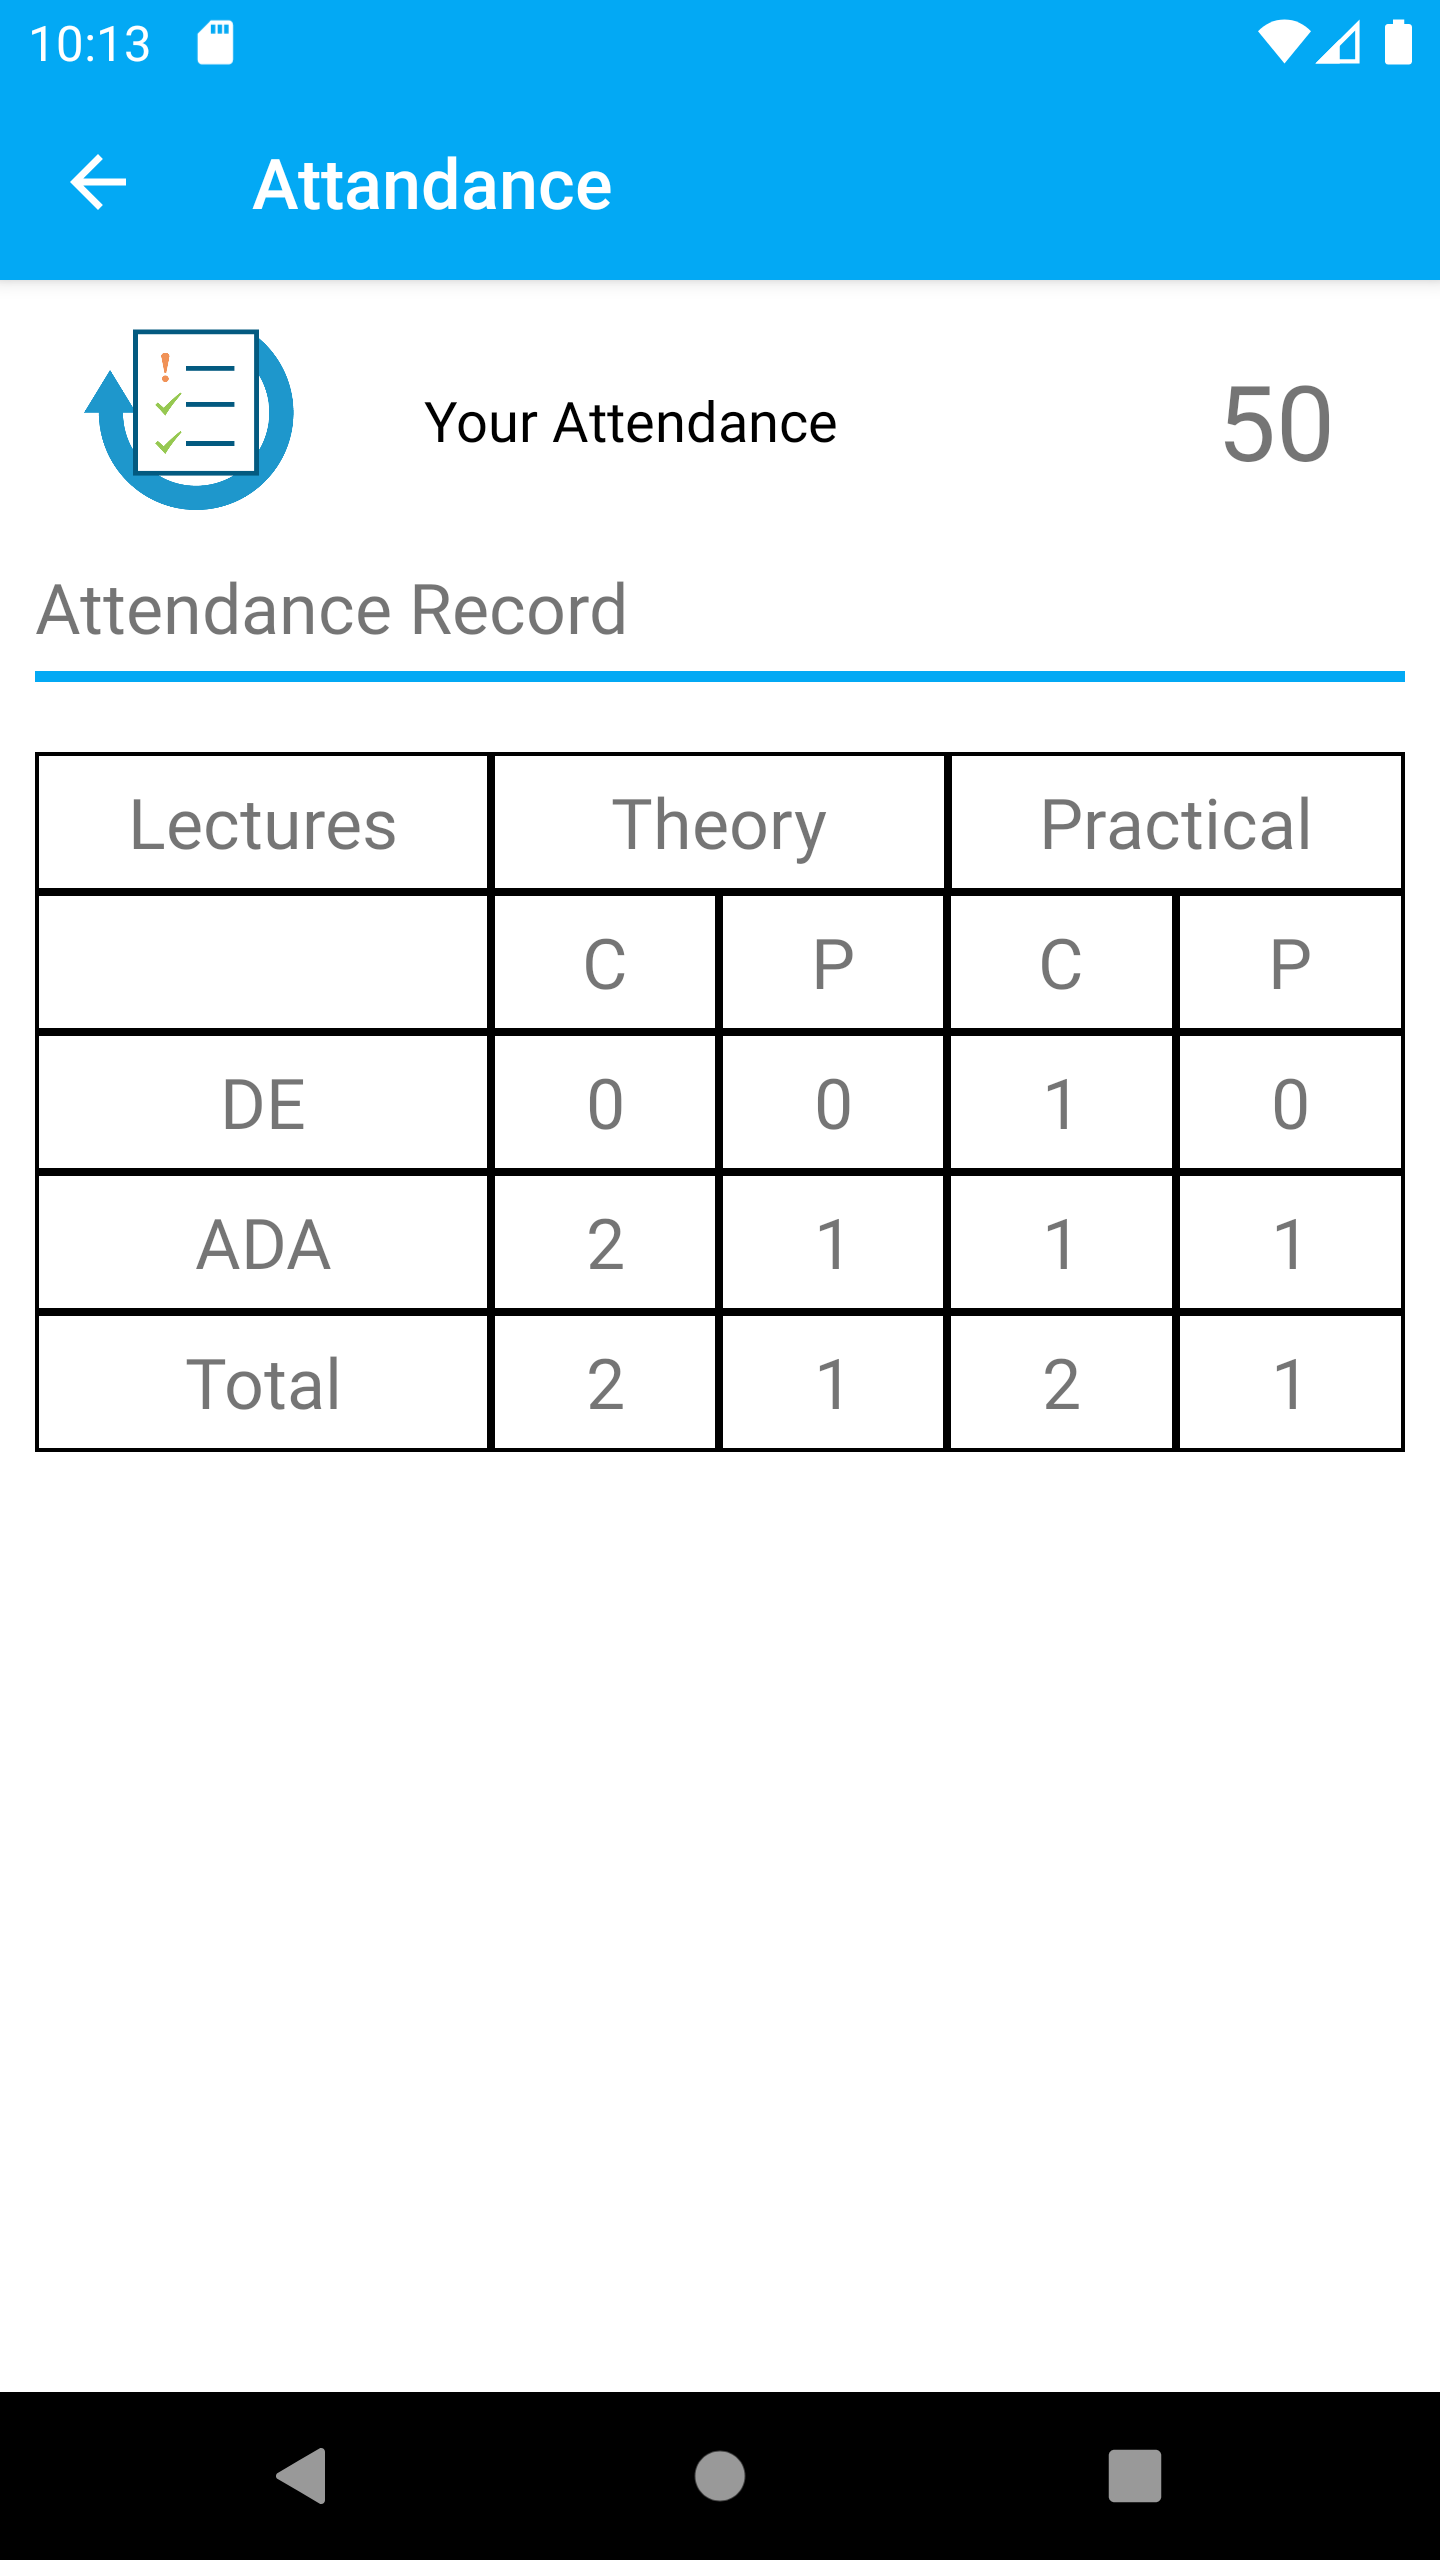 10:13
Attandance
Your Attendance 50
Attendance Record
Lectures Theory Practical
C P C P
DE 0 0 1 0
ADA 2 1 1 1
Total 2 1 2 1